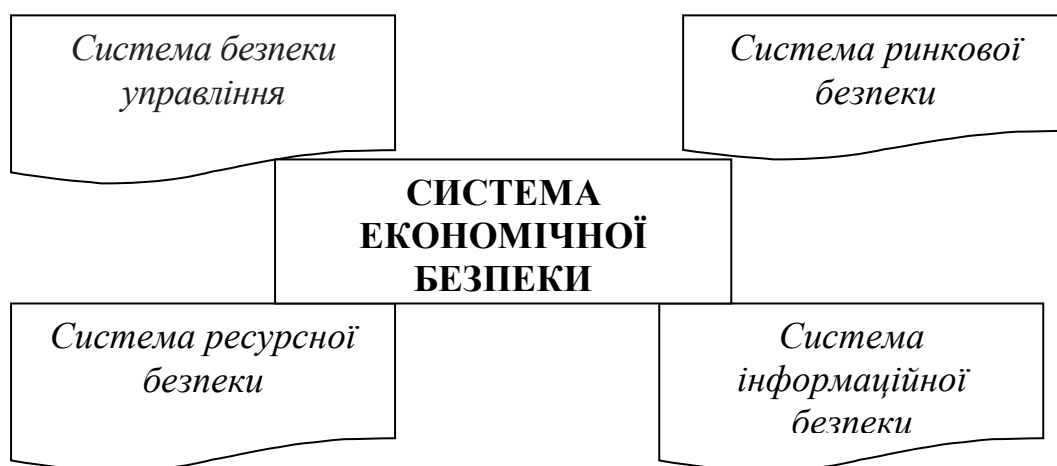 Система безпеки
управління
Система ринкової
безпеки
СИСТЕМА
ЕКОНОМІЧНОЇ
БЕЗПЕКИ
Система ресурсної
безпеки
Система
інформаційної
безпеки